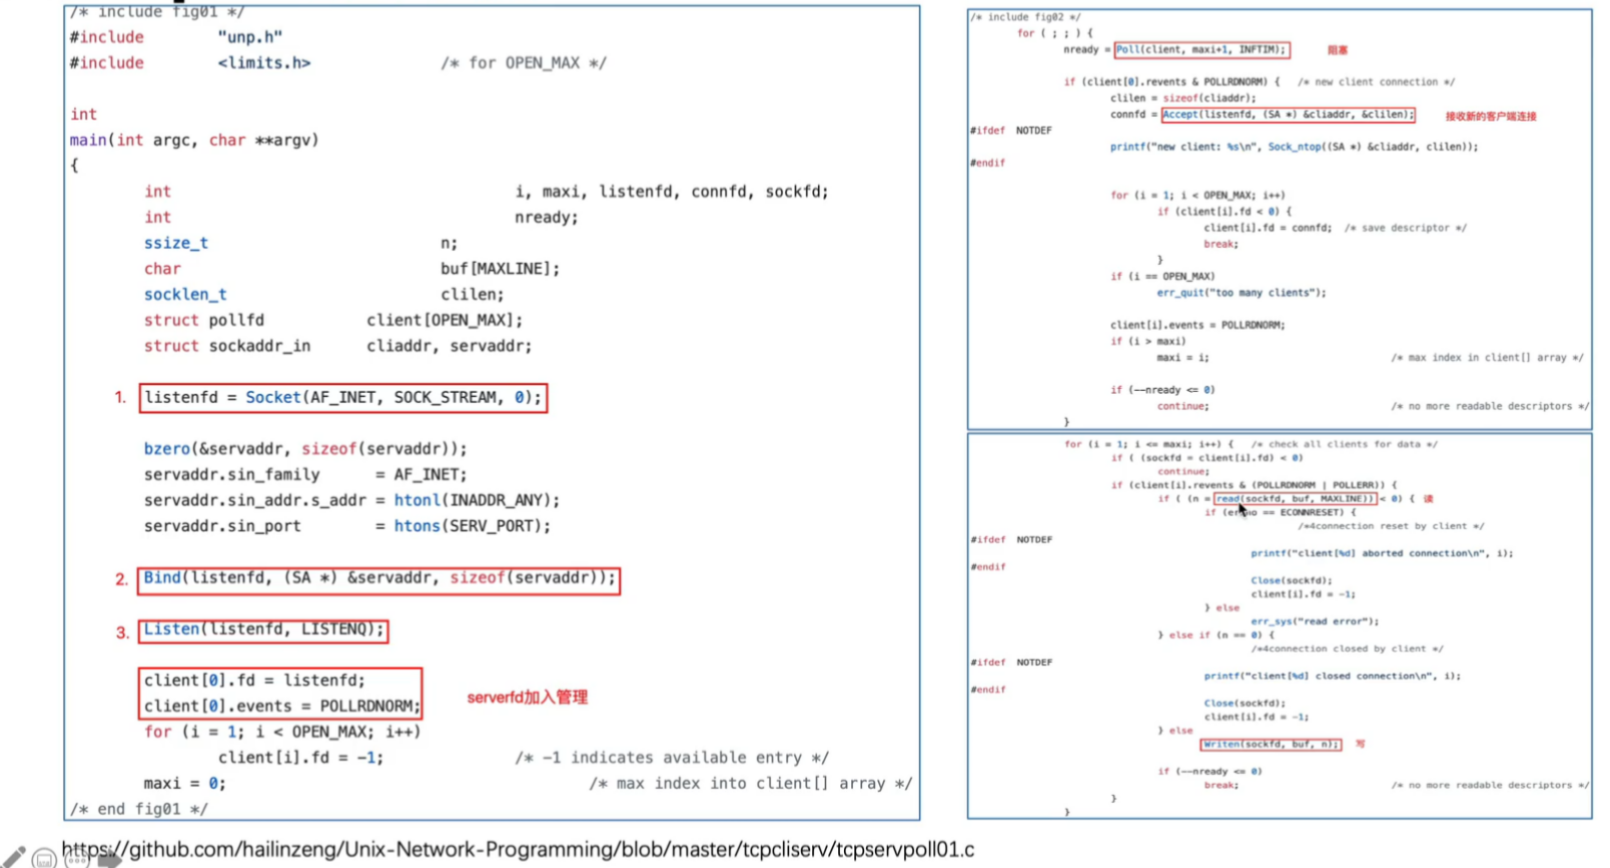 /* include fig01 */
#include "unp.h"
#include <limits.h> /* for OPEN_MAX */
int
main(int argc, char **argv)
{
int i, maxi, listenfd, connfd, sockfd;
int nready;
ssize_t n;
char buf[MAXLINE];
socklen_t clilen;
struct pollfd client[OPEN_MAX];
struct sockaddr_in cliaddr, servaddr;
1. listenfd = Socket(AF_INET, SOCK_STREAM, 0);
bzero(&servaddr, sizeof(servaddr));
servaddr.sin_family = AF_INET;
servaddr.sin_addr.s_addr = htonl(INADDR_ANY);
servaddr.sin_port = htons(SERV_PORT);
2. Bind(listenfd, (SA *) &servaddr, sizeof(servaddr));
3. Listen(listenfd, LISTENQ);
client[0].fd = listenfd;
client[0].events = POLLRDNORM;
serverfd加入管理
for (i = 1; i < OPEN_MAX; i++)
client[i].fd = -1; /* -1 indicates available entry */
maxi = 0; /* max index into client[] array */
/* end fig01 */
/* include fig02 */
for ( ; ; ) {
nready = Poll(client, maxi+1, INFTIM); 阻塞
if (client[0].revents & POLLRDNORM) { /* new client connection */
clilen = sizeof(cliaddr);
connfd = Accept(listenfd, (SA *) &cliaddr, &clilen); 接收新的客户端连接
#ifdef NOTDEF
printf("new client: %s\n", Sock_ntop((SA *) &cliaddr, clilen));
#endif
for (i = 1; i < OPEN_MAX; i++)
if (client[i].fd < 0) {
client[i].fd = connfd; /* save descriptor */
break;
}
if (i == OPEN_MAX)
err_quit("too many clients");
client[i].events = POLLRDNORM;
if (i > maxi)
maxi = i; /* max index in client[] array */
if (--nready <= 0)
continue; /* no more readable descriptors */
}
for (i = 1; i <= maxi; i++) { /* check all clients for data */
if ( (sockfd = client[i].fd) < 0)
continue;
if (client[i].revents & (POLLRDNORM | POLLERR)) {
if ( (n = read(sockfd, buf, MAXLINE)) < 0) { 读
if (errno == ECONNRESET) {
/*4connection reset by client */
#ifdef NOTDEF
printf("client[%d] aborted connection\n", i);
#endif
Close(sockfd);
client[i].fd = -1;
} else
err_sys("read error");
} else if (n == 0) {
/*4connection closed by client */
#ifdef NOTDEF
printf("client[%d] closed connection\n", i);
#endif
Close(sockfd);
client[i].fd = -1;
} else
Writen(sockfd, buf, n); 写
if (--nready <= 0)
break; /* no more readable descriptors */
}
}
https://github.com/hailinzeng/Unix-Network-Programming/blob/master/tcpcliserv/tcpservpoll01.c